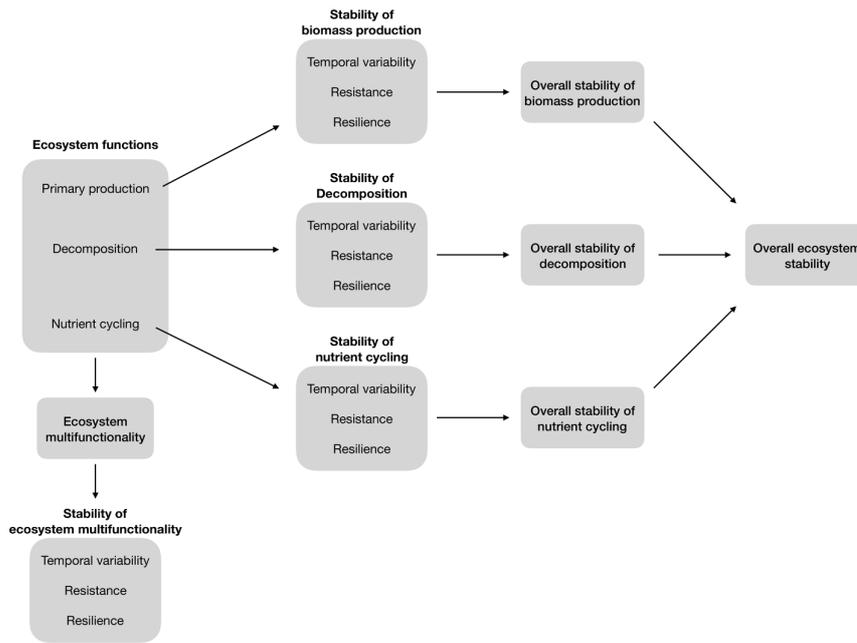 Stability of
biomass production
Temporal variability
Resistance
Resilience
Overall stability of
biomass production
Ecosystem functions
Primary production
Decomposition
Nutrient cycling
Stability of
Decomposition
Temporal variability
Resistance
Resilience
Overall stability of
decomposition
Overall ecosystem
stability
Stability of
nutrient cycling
Temporal variability
Resistance
Resilience
Overall stability of
nutrient cycling
Ecosystem
multifunctionality
Stability of
ecosystem multifunctionality
Temporal variability
Resistance
Resilience